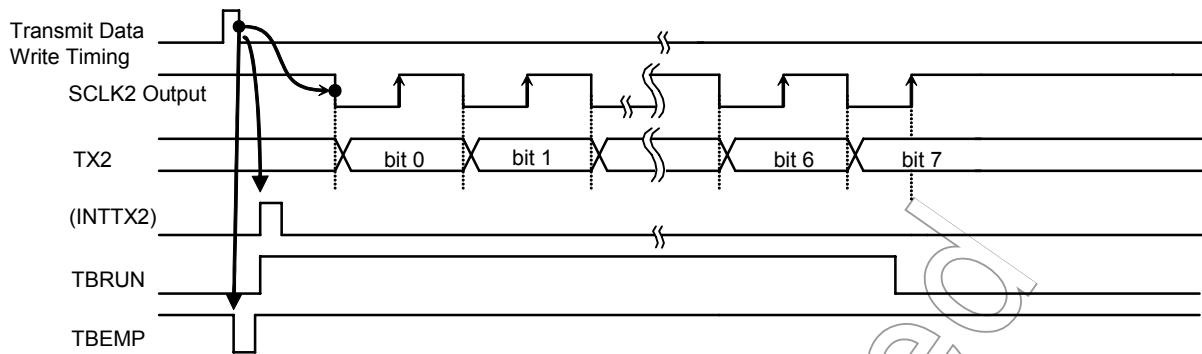 Transmit Data
Write Timing
SCLK2 Output
TX2
bit 0
bit 1
bit 6
bit 7
(INTTX2)
TBRUN
TBEMP